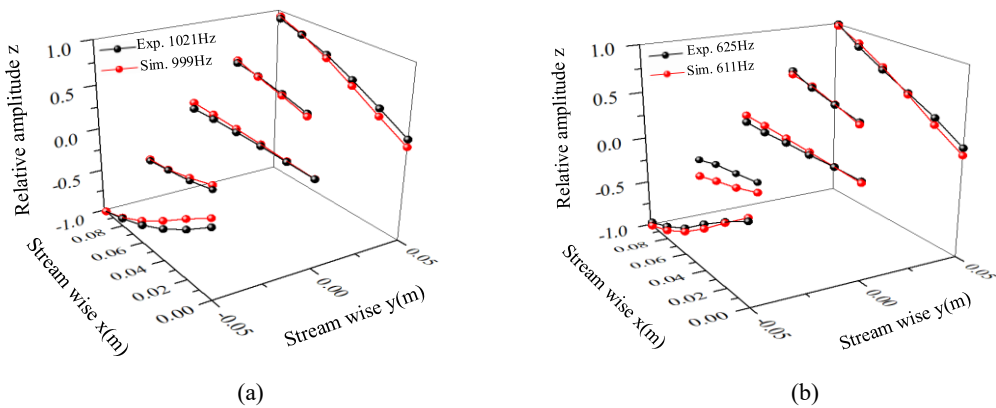 Relative amplitude z
1.0
0.5
0.0
-0.5
-1.0
Exp. 1021Hz
Sim. 999Hz
0.08
0.06
0.04
0.02
0.00
Stream wise x(m)
-0.05
0.00
0.05
Stream wise y(m)
(a)
Relative amplitude z
1.0
0.5
0.0
-0.5
-1.0
Exp. 625Hz
Sim. 611Hz
0.08
0.06
0.04
0.02
0.00
Stream wise x(m)
-0.05
0.00
0.05
Stream wise y(m)
(b)